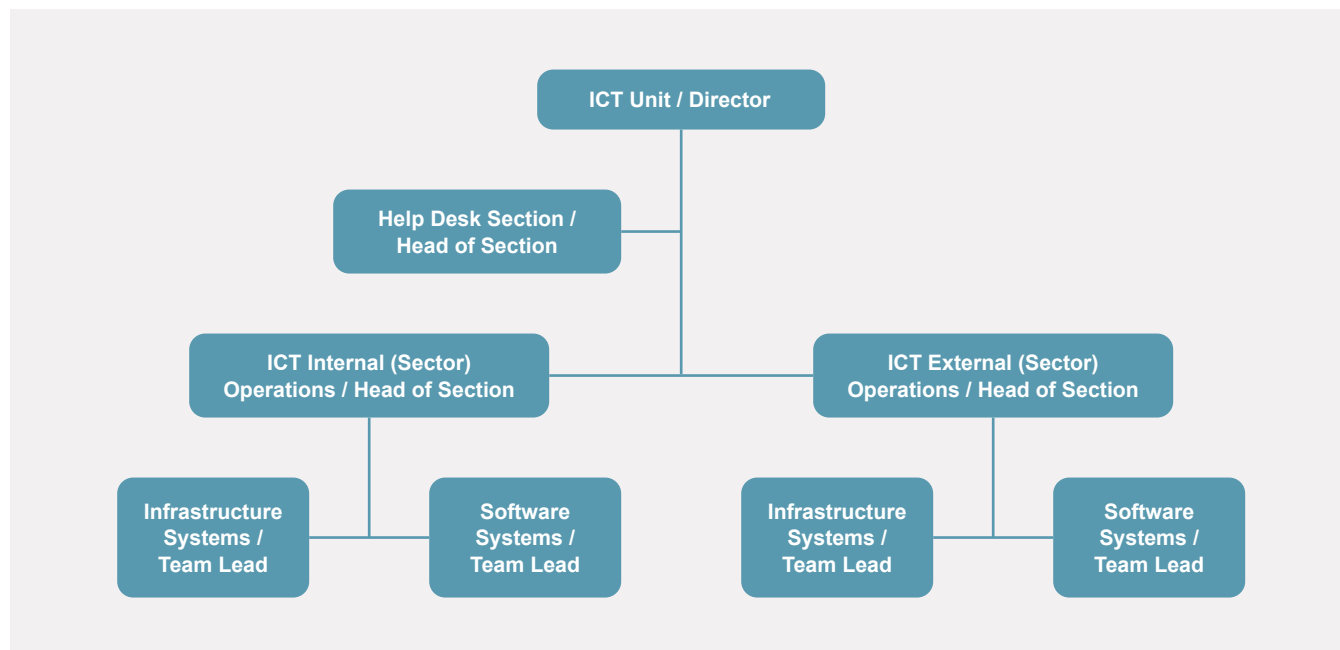 ICT Unit / Director
Help Desk Section /
Head of Section
ICT Internal (Sector)
Operations / Head of Section
ICT External (Sector)
Operations / Head of Section
Infrastructure
Systems /
Team Lead
Software
Systems /
Team Lead
Infrastructure
Systems /
Team Lead
Software
Systems /
Team Lead